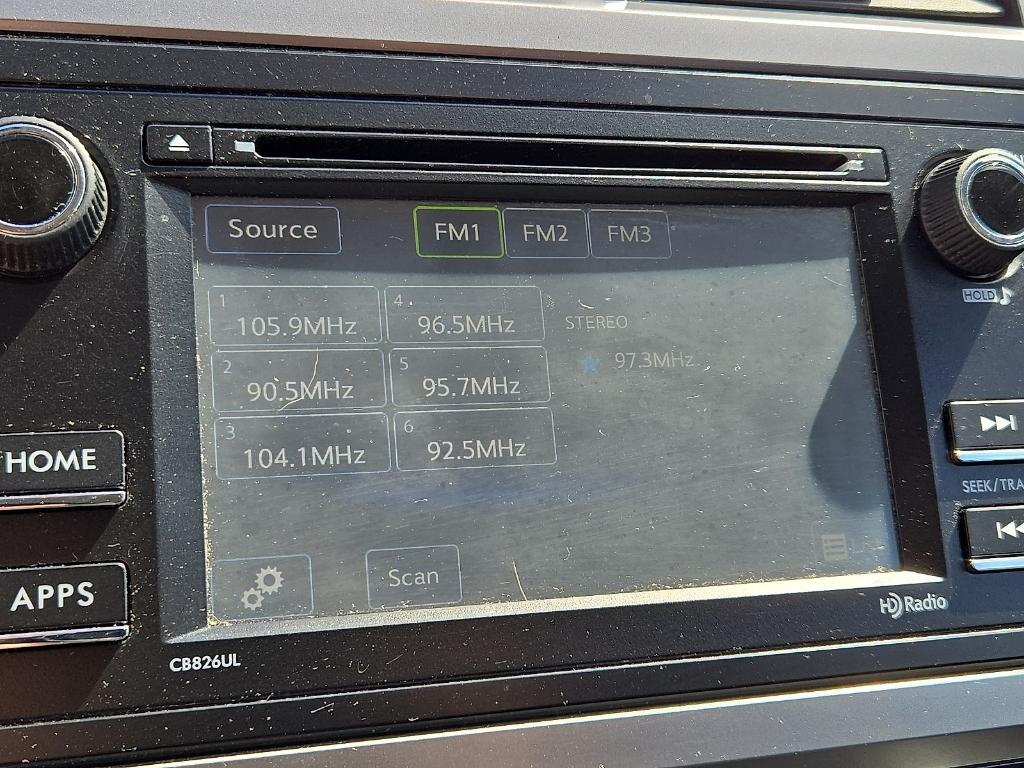 Source FM1 FM2 FM3
HOLD
1 105.9MHz 4 96.5MHz STEREO
2 90.5MHz 5 95.7MHz 97.3MHz
3 104.1MHz 6 92.5MHz
HOME
SEEK/TRA
APPS
Scan
HD Radio
CB826UL